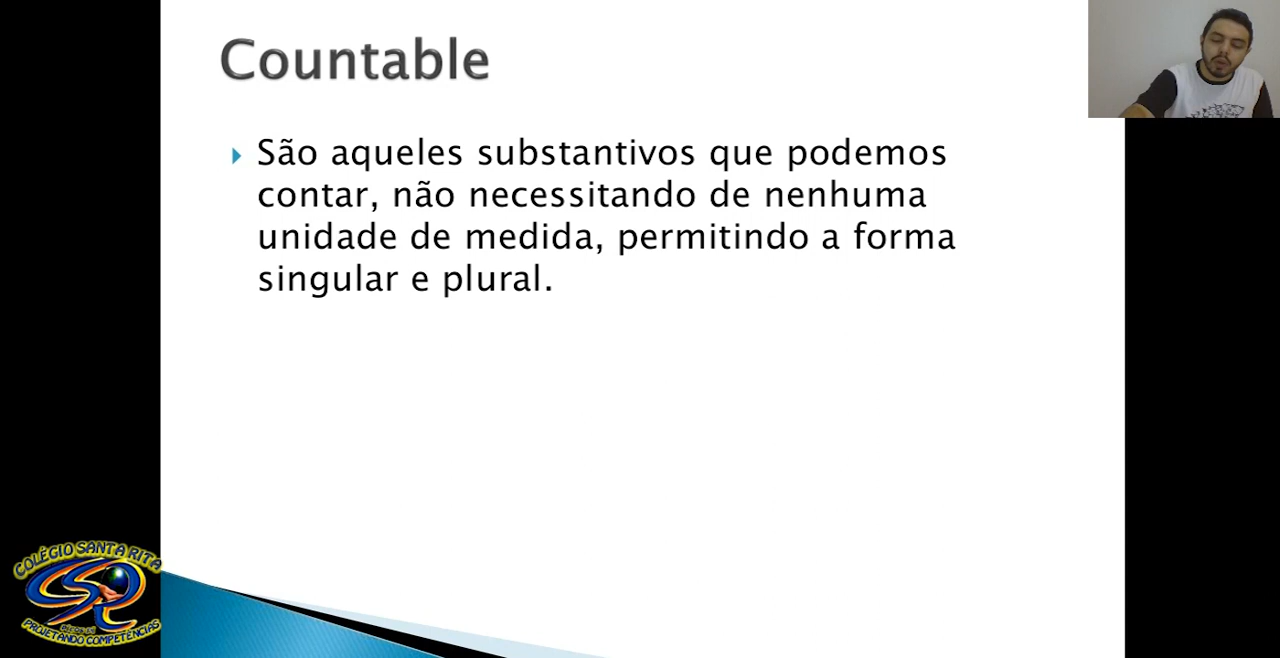 Countable
São aqueles substantivos que podemos
contar, não necessitando de nenhuma
unidade de medida, permitindo a forma
singular e plural.
COLÉGIO SANTA RITA
PROJETANDO COMPETÊNCIAS